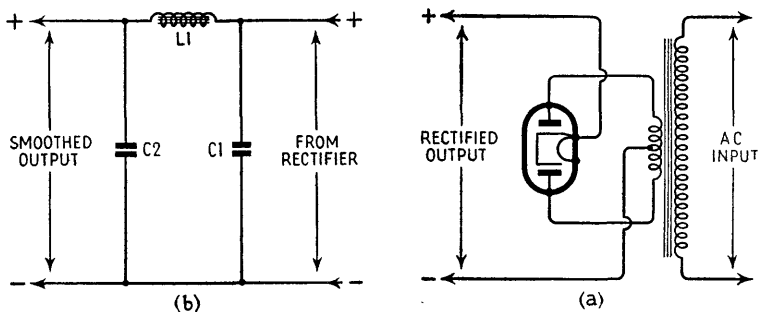 +
+
L1
SMOOTHED
OUTPUT
C2
C1
FROM
RECTIFIER
-
-
(b)
+
RECTIFIED
OUTPUT
AC
INPUT
-
(a)